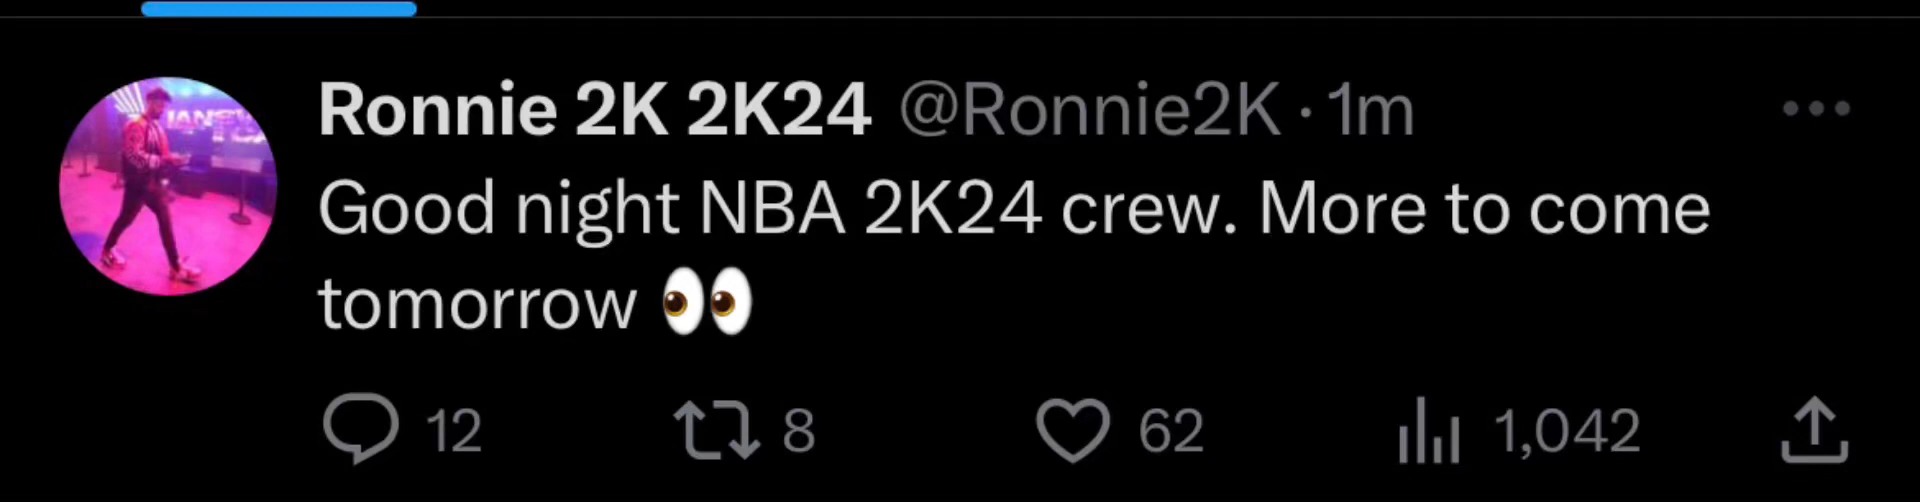 Ronnie 2K 2K24 @Ronnie2K · 1m
Good night NBA 2K24 crew. More to come
tomorrow 👀
12 8 62 1,042